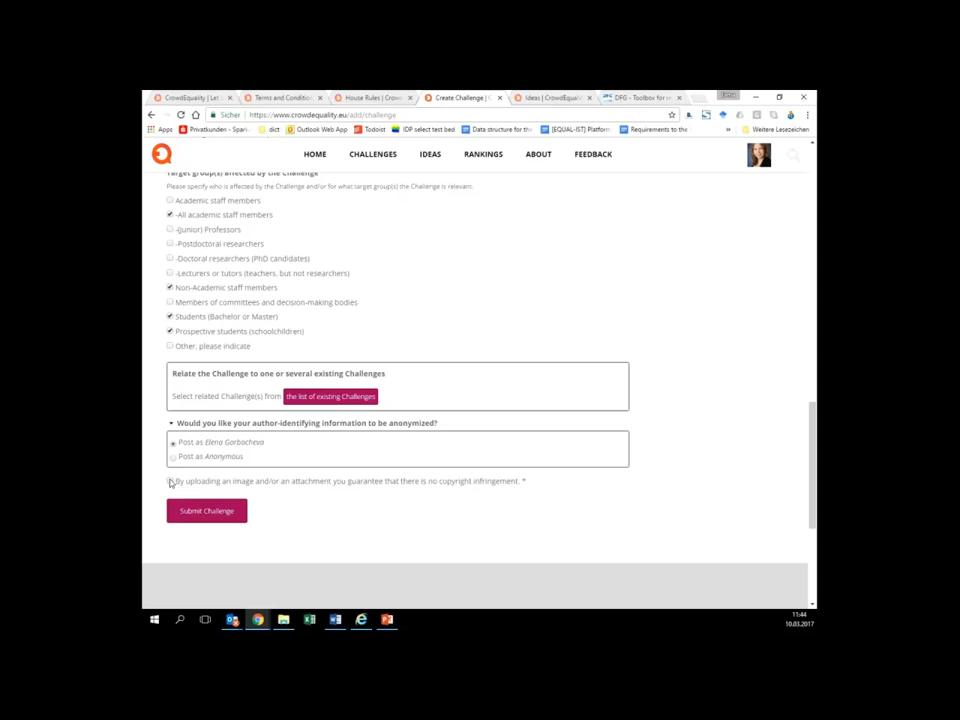 CrowdEquality | Let
Terms and Conditio
House Rules | Crowd
Create Challenge | C
Ideas | CrowdEquali
DFG - Toolbox for se
Sicher
https://www.crowdequality.eu/add/challenge
Apps
Privatkunden - Spark
dict
Outlook Web App
Todoist
IDP select test bed
Data structure for the
[EQUAL-IST] Platform
Requirements to the
»
Weitere Lesezeichen
HOME
CHALLENGES
IDEAS
RANKINGS
ABOUT
FEEDBACK
Target group(s) affected by the Challenge
Please specify who is affected by the Challenge and/or for what target group(s) the Challenge is relevant.
Academic staff members
-All academic staff members
-(Junior) Professors
-Postdoctoral researchers
-Doctoral researchers (PhD candidates)
-Lecturers or tutors (teachers, but not researchers)
Non-Academic staff members
Members of committees and decision-making bodies
Students (Bachelor or Master)
Prospective students (schoolchildren)
Other, please indicate
Relate the Challenge to one or several existing Challenges
Select related Challenge(s) from the list of existing Challenges
Would you like your author-identifying information to be anonymized?
Post as Elena Gorbacheva
Post as Anonymous
By uploading an image and/or an attachment you guarantee that there is no copyright infringement. *
Submit Challenge
11:44
10.03.2017